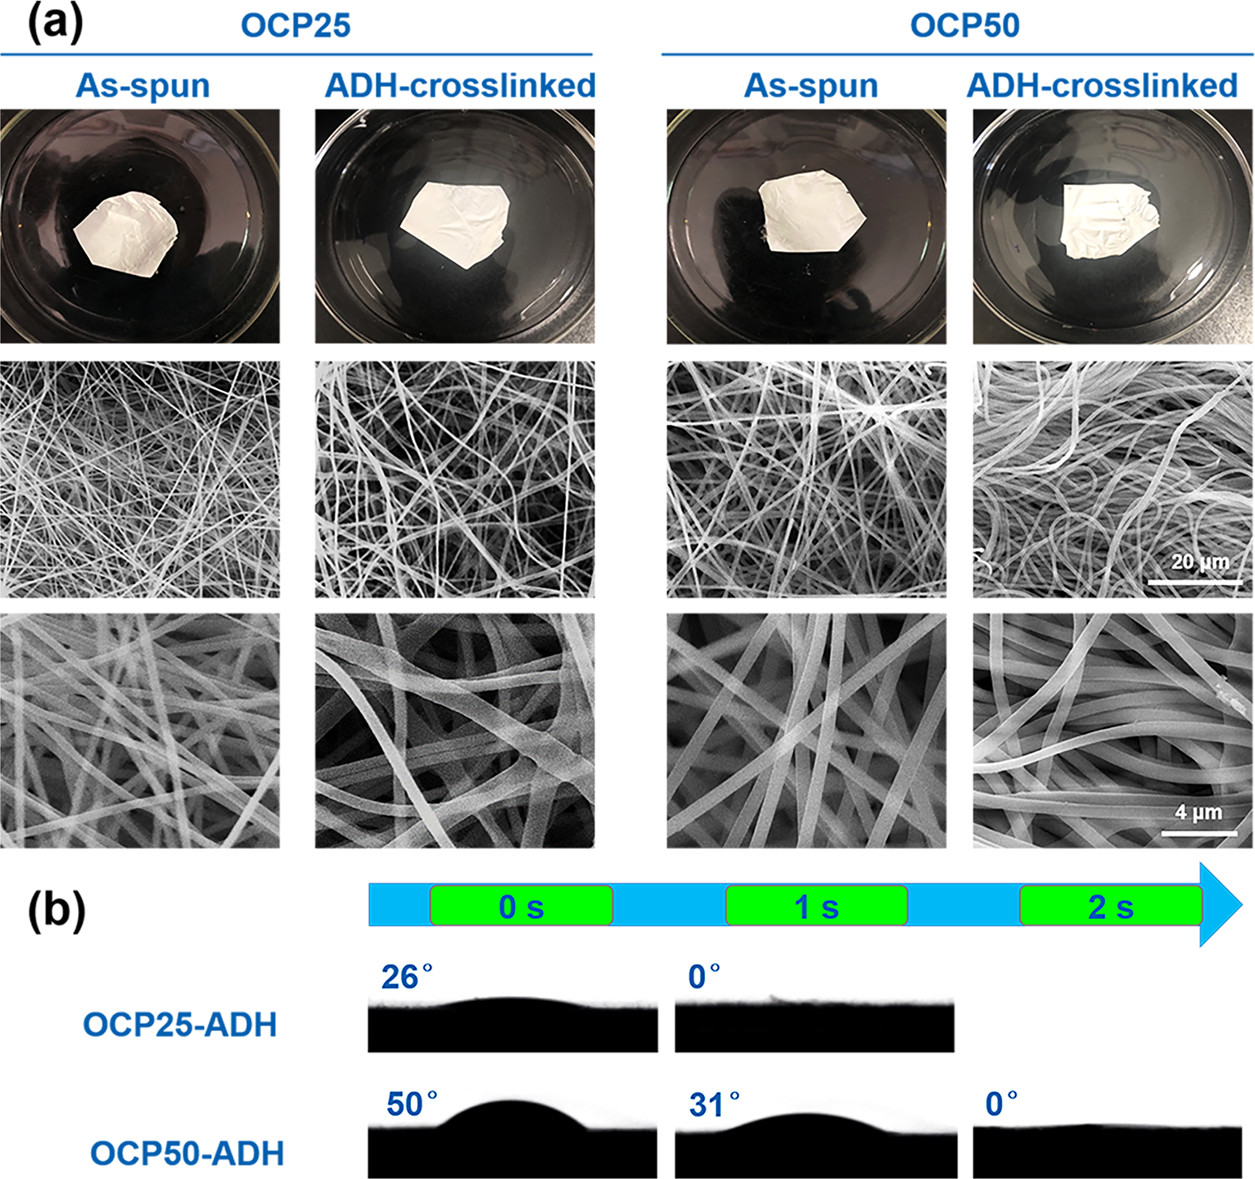 (a)
OCP25
OCP50
As-spun
ADH-crosslinked
As-spun
ADH-crosslinked
20 µm
4 µm
(b)
0 s
1 s
2 s
26°
0°
OCP25-ADH
50°
31°
0°
OCP50-ADH